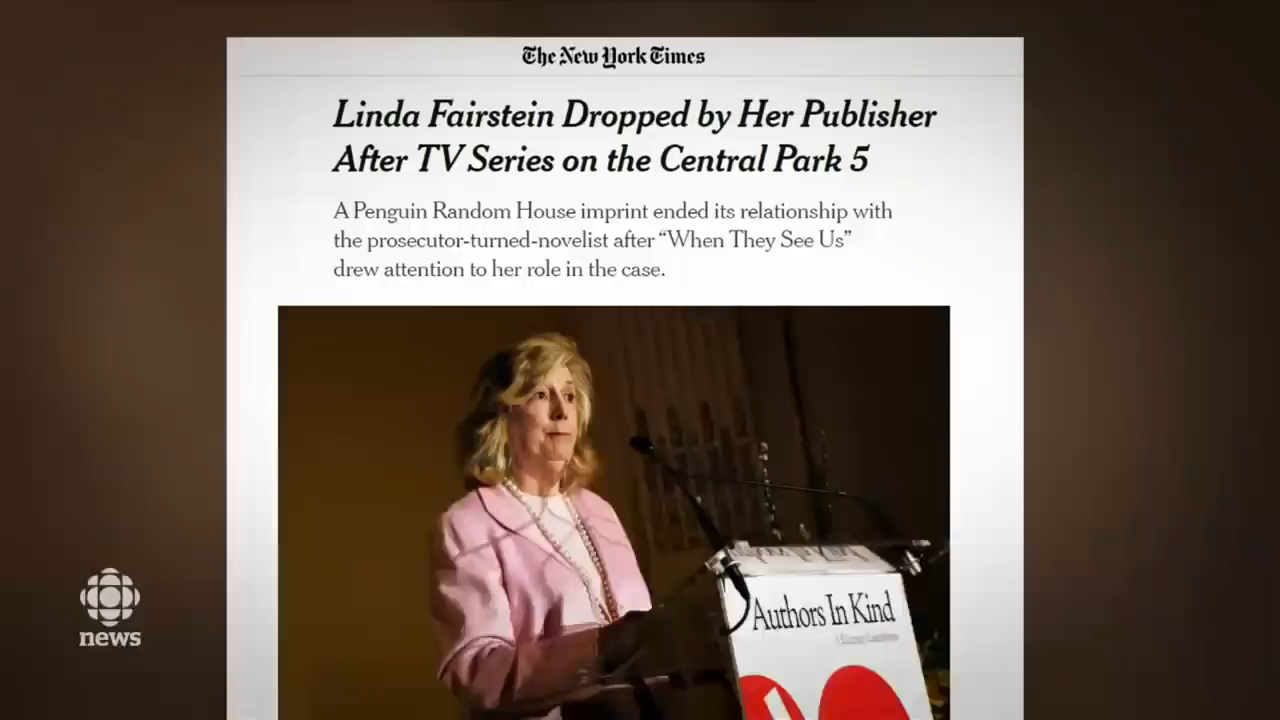 The New York Times
Linda Fairstein Dropped by Her Publisher
After TV Series on the Central Park 5
A Penguin Random House imprint ended its relationship with
the prosecutor-turned-novelist after “When They See Us”
drew attention to her role in the case.
Authors In Kind
news